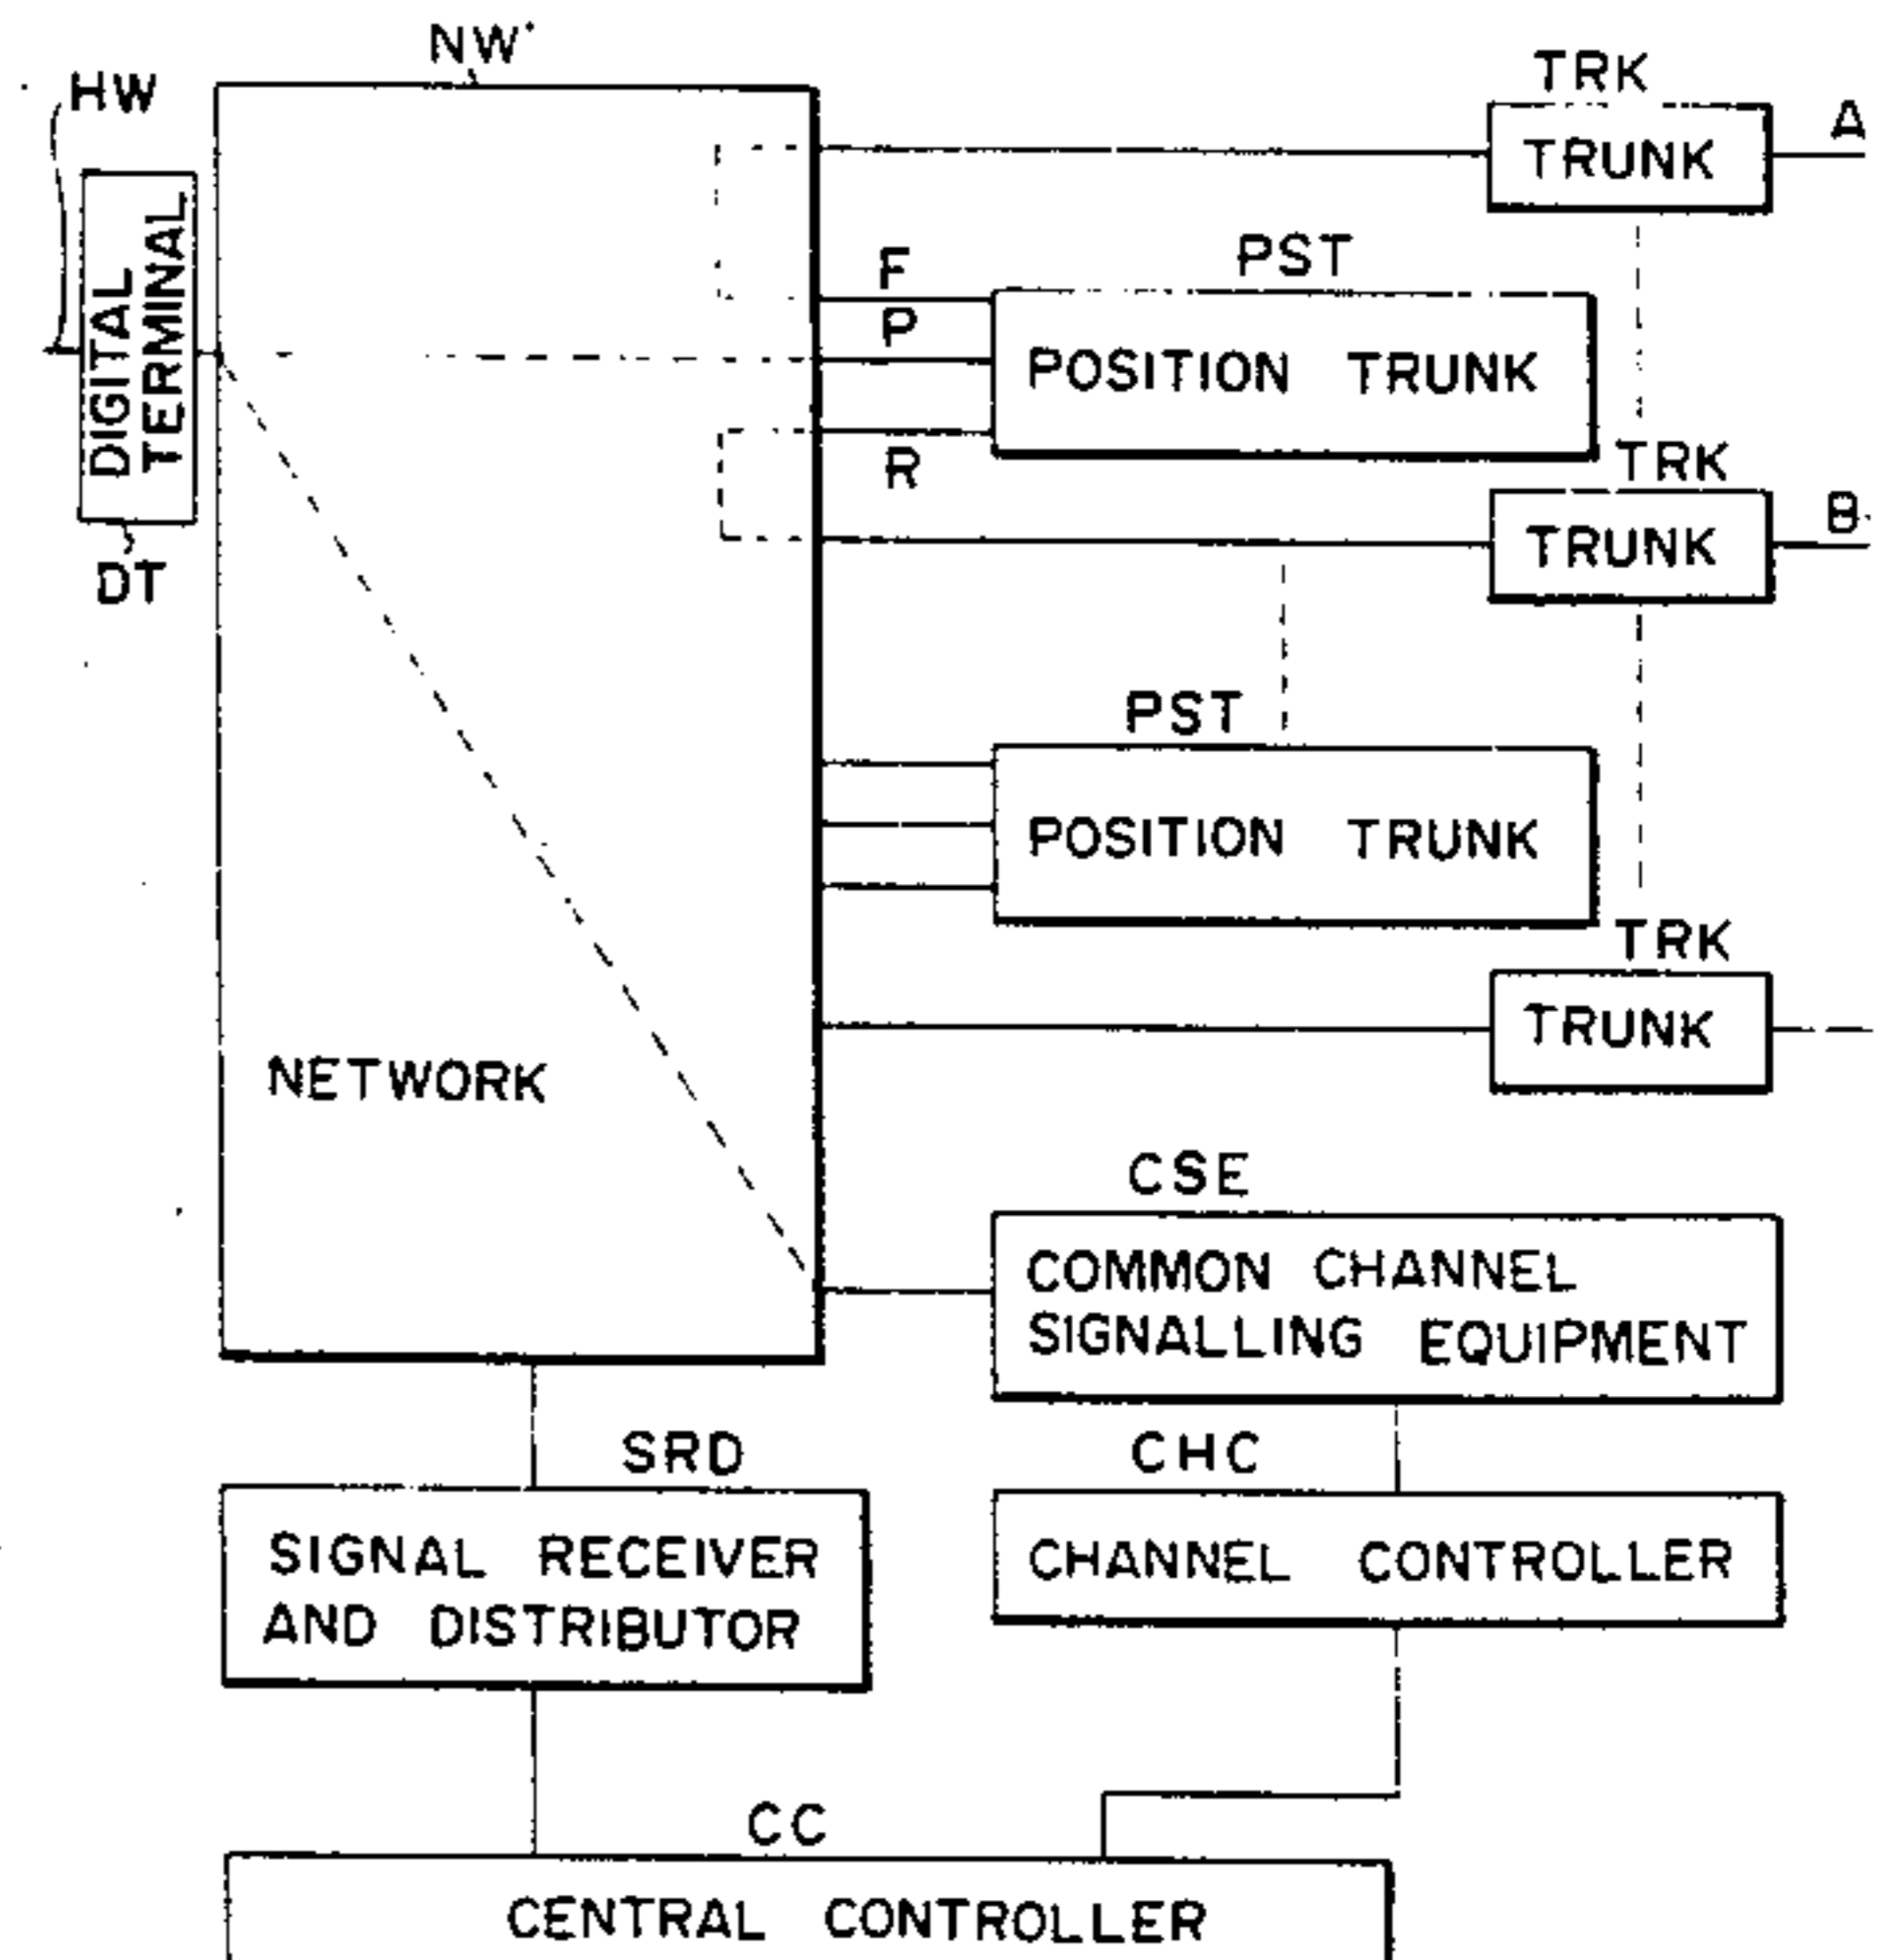 NW'
HW
TRK
A
TRUNK
DIGITAL
TERMINAL
F
PST
P
POSITION TRUNK
R
TRK
B
TRUNK
DT
PST
POSITION TRUNK
TRK
TRUNK
NETWORK
CSE
COMMON CHANNEL
SIGNALLING EQUIPMENT
SRD
CHC
SIGNAL RECEIVER
AND DISTRIBUTOR
CHANNEL CONTROLLER
CC
CENTRAL CONTROLLER